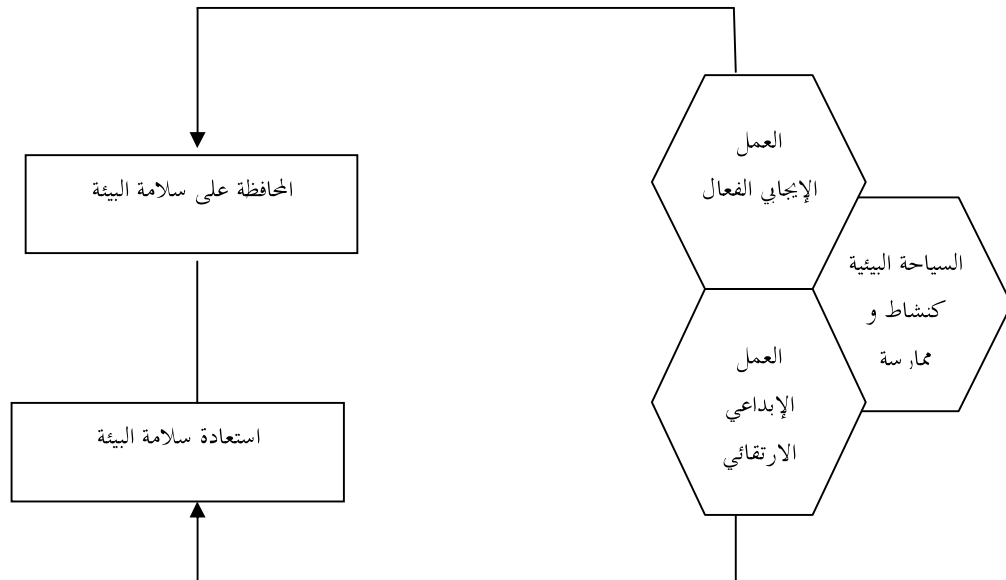 العمل
الإيجابي الفعال
المحافظة على سلامة البيئة
السياحة البيئية
كنشاط و
ممارسة
العمل
الإبداعي
الارتقائي
استعادة سلامة البيئة